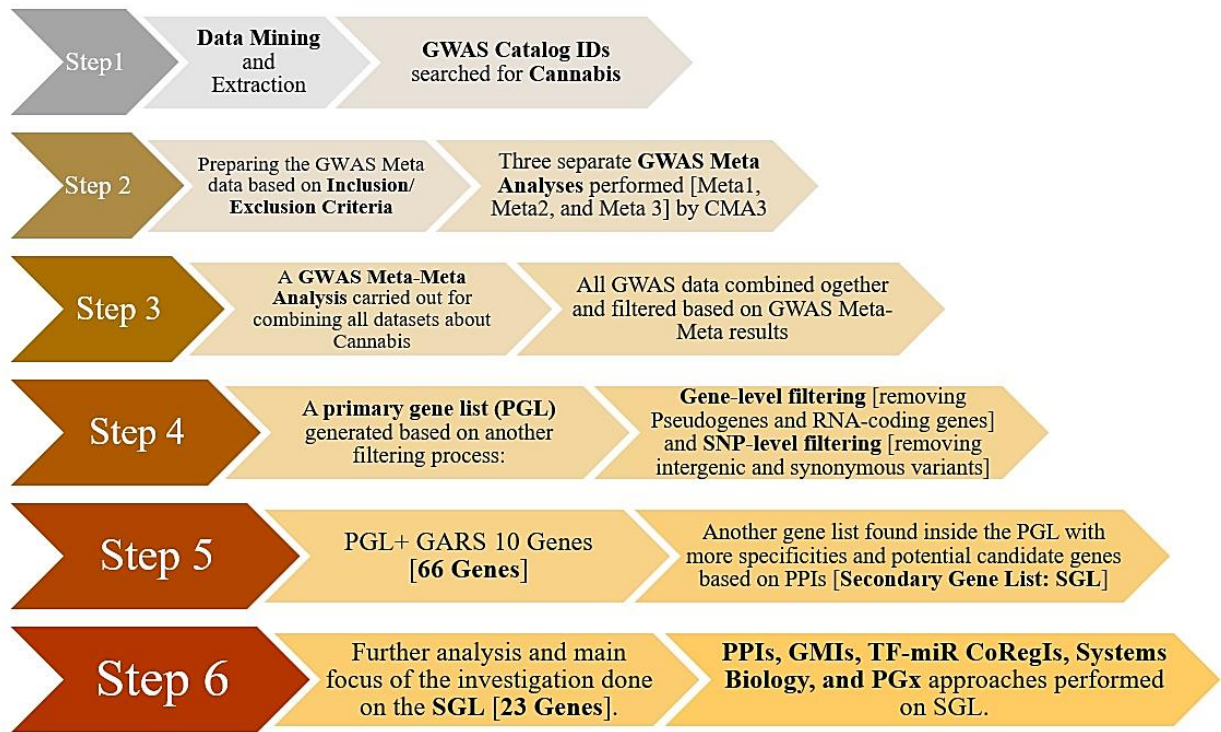 Step1
Data Mining
and
Extraction
GWAS Catalog IDs
searched for Cannabis
Step 2
Preparing the GWAS Meta
data based on Inclusion/
Exclusion Criteria
Three separate GWAS Meta
Analyses performed [Meta1,
Meta2, and Meta 3] by CMA3
Step 3
A GWAS Meta-Meta
Analysis carried out for
combining all datasets about
Cannabis
All GWAS data combined ogether
and filtered based on GWAS Meta-
Meta results
Step 4
A primary gene list (PGL)
generated based on another
filtering process:
Gene-level filtering [removing
Pseudogenes and RNA-coding genes]
and SNP-level filtering [removing
intergenic and synonymous variants]
Step 5
PGL+ GARS 10 Genes
[66 Genes]
Another gene list found inside the PGL with
more specificities and potential candidate genes
based on PPIs [Secondary Gene List: SGL]
Step 6
Further analysis and main
focus of the investigation done
on the SGL [23 Genes].
PPIs, GMIs, TF-miR CoRegIs, Systems
Biology, and PGx approaches performed
on SGL.